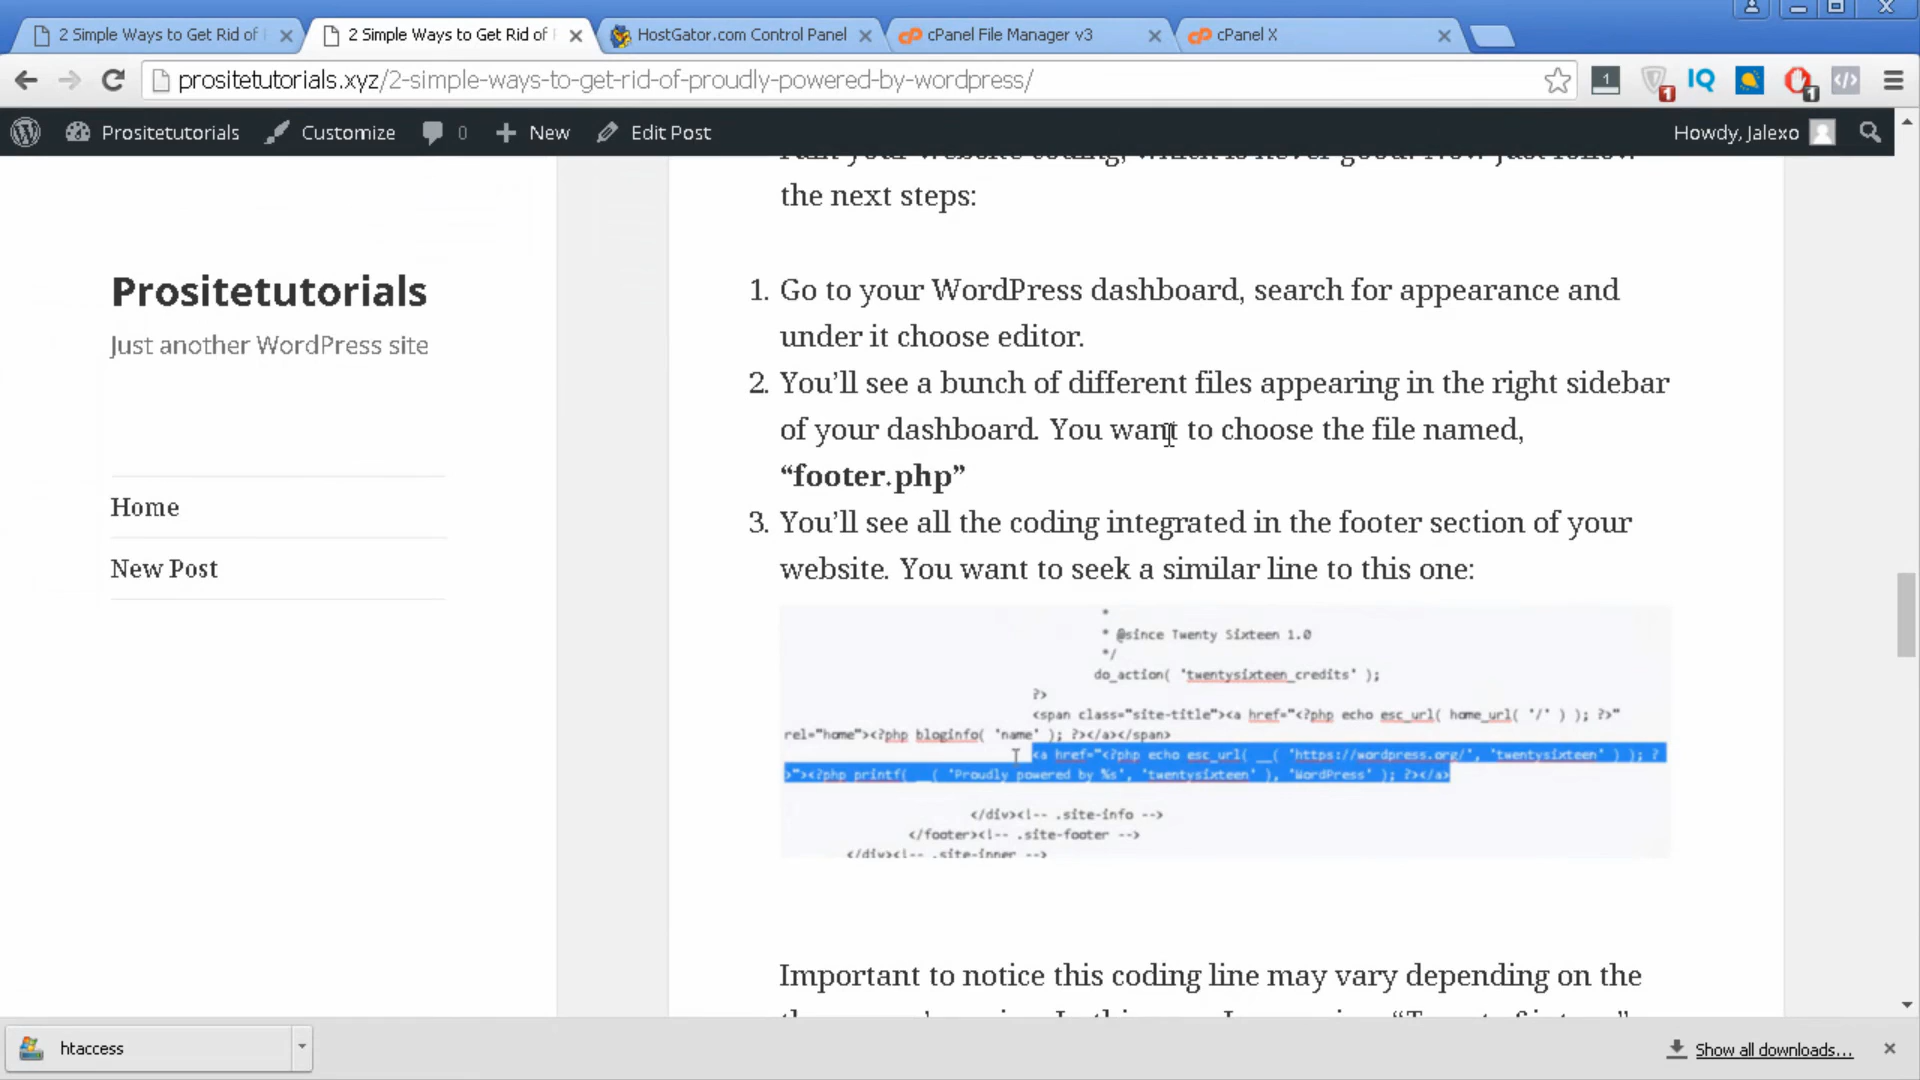 2 Simple Ways to Get Rid of
2 Simple Ways to Get Rid of
HostGator.com Control Panel
cPanel File Manager v3
cPanel X
prositetutorials.xyz/2-simple-ways-to-get-rid-of-proudly-powered-by-wordpress/
1
1
IQ
1
Prositetutorials
Customize
0
New
Edit Post
Howdy, Jalexo
the next steps:
Prositetutorials
Just another WordPress site
Home
New Post
1. Go to your WordPress dashboard, search for appearance and
under it choose editor.
2. You'll see a bunch of different files appearing in the right sidebar
of your dashboard. You want to choose the file named,
“footer.php”
3. You'll see all the coding integrated in the footer section of your
website. You want to seek a similar line to this one:
*
* @since Twenty Sixteen 1.0
*/
do_action( 'twentysixteen_credits' );
?>
<span class="site-title"><a href="<?php echo esc_url( home_url( '/' ) ); ?>"
rel="home"><?php bloginfo( 'name' ); ?></a></span>
<a href="<?php echo esc_url( __( 'https://wordpress.org/', 'twentysixteen' ) ); ?
>"><?php printf( __( 'Proudly powered by %s', 'twentysixteen' ), 'WordPress' ); ?></a>
</div><!-- .site-info -->
</footer><!-- .site-footer -->
</div><!-- .site-inner -->
Important to notice this coding line may vary depending on the
htaccess
Show all downloads...